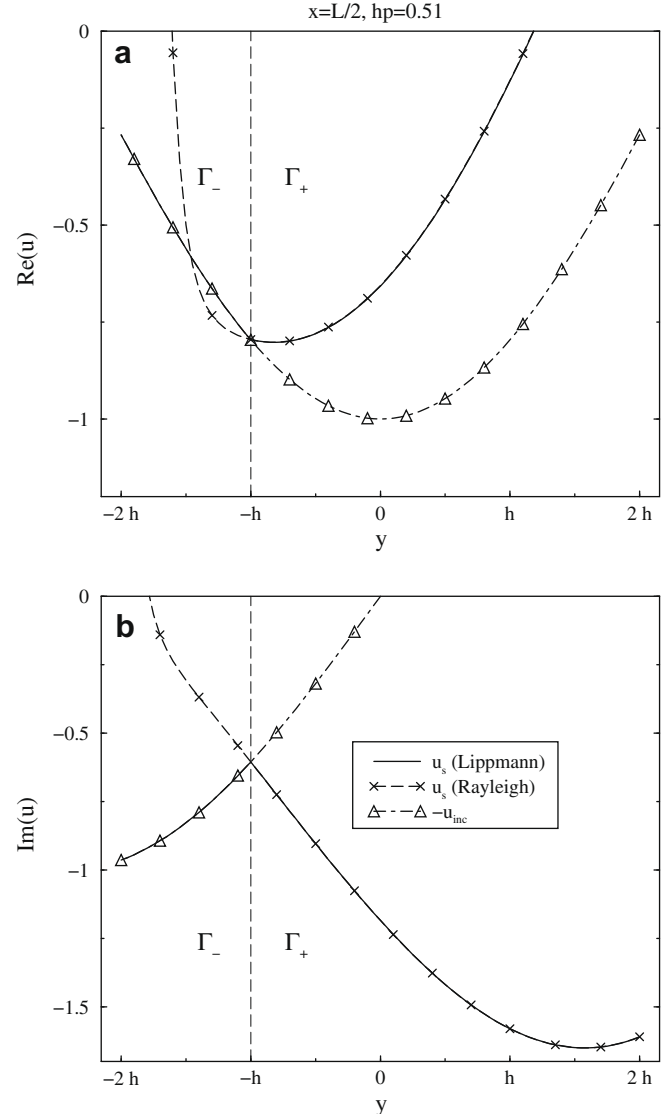 x=L/2, hp=0.51
a
0
−0.5
−1
Re(u)
Γ₋
Γ₊
−2 h
−h
0
h
2 h
y
b
0
−0.5
−1
−1.5
Im(u)
u_s (Lippmann)
u_s (Rayleigh)
−u_inc
Γ₋
Γ₊
−2 h
−h
0
h
2 h
y